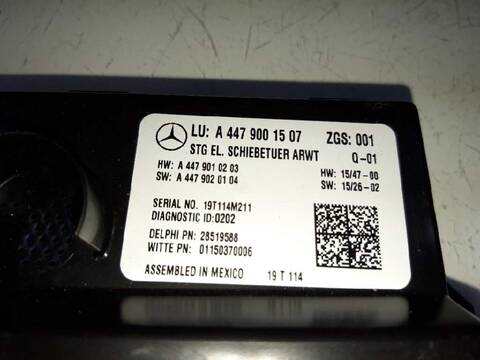 LU: A 447 900 15 07 ZGS: 001
STG EL. SCHIEBETUER ARWT Q-01
HW: A 447 901 02 03 HW: 15/47-00
SW: A 447 902 01 04 SW: 15/26-02
SERIAL NO. :19T114M211
DIAGNOSTIC ID:0202
DELPHI PN: 28519588
WITTE PN: 01150370006
ASSEMBLED IN MEXICO 19 T 114